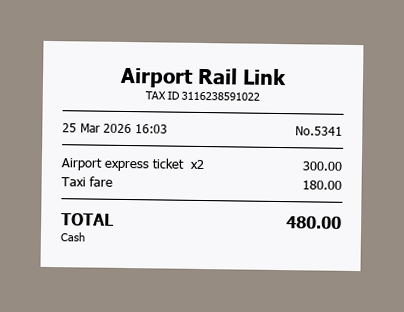 Airport Rail Link
TAX ID 3116238591022
25 Mar 2026 16:03 No.5341
Airport express ticket x2 300.00
Taxi fare 180.00
TOTAL 480.00
Cash